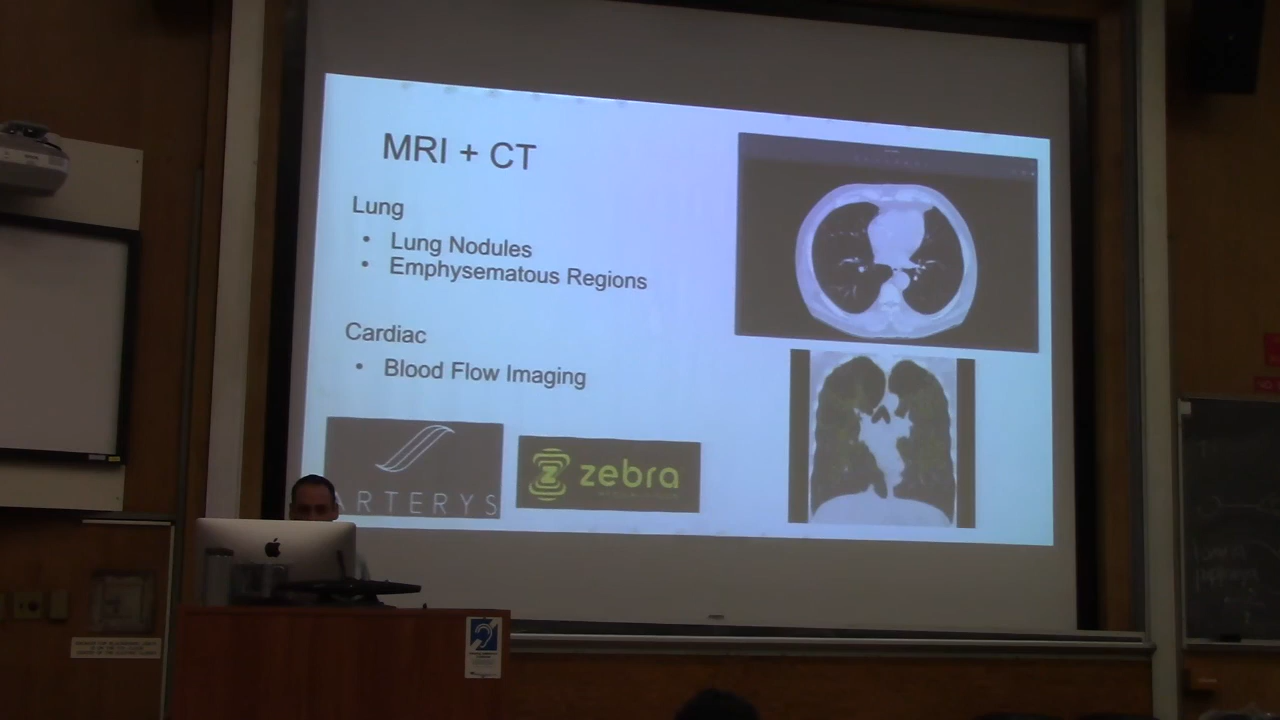 MRI + CT
Lung
• Lung Nodules
• Emphysematous Regions
Cardiac
• Blood Flow Imaging
ARTERYS
zebra